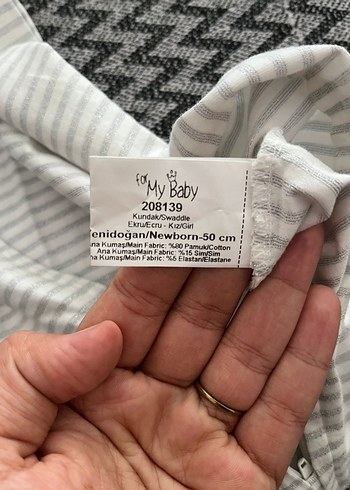 for My Baby
208139
Kundak/Swaddle
Ekru/Ecru - Kız/Girl
Yenidoğan/Newborn-50 cm
Ana Kumaş/Main Fabric: %80 Pamuk/Cotton
Ana Kumaş/Main Fabric: %15 Sim/Sim
Ana Kumaş/Main Fabric: %5 Elastan/Elastane